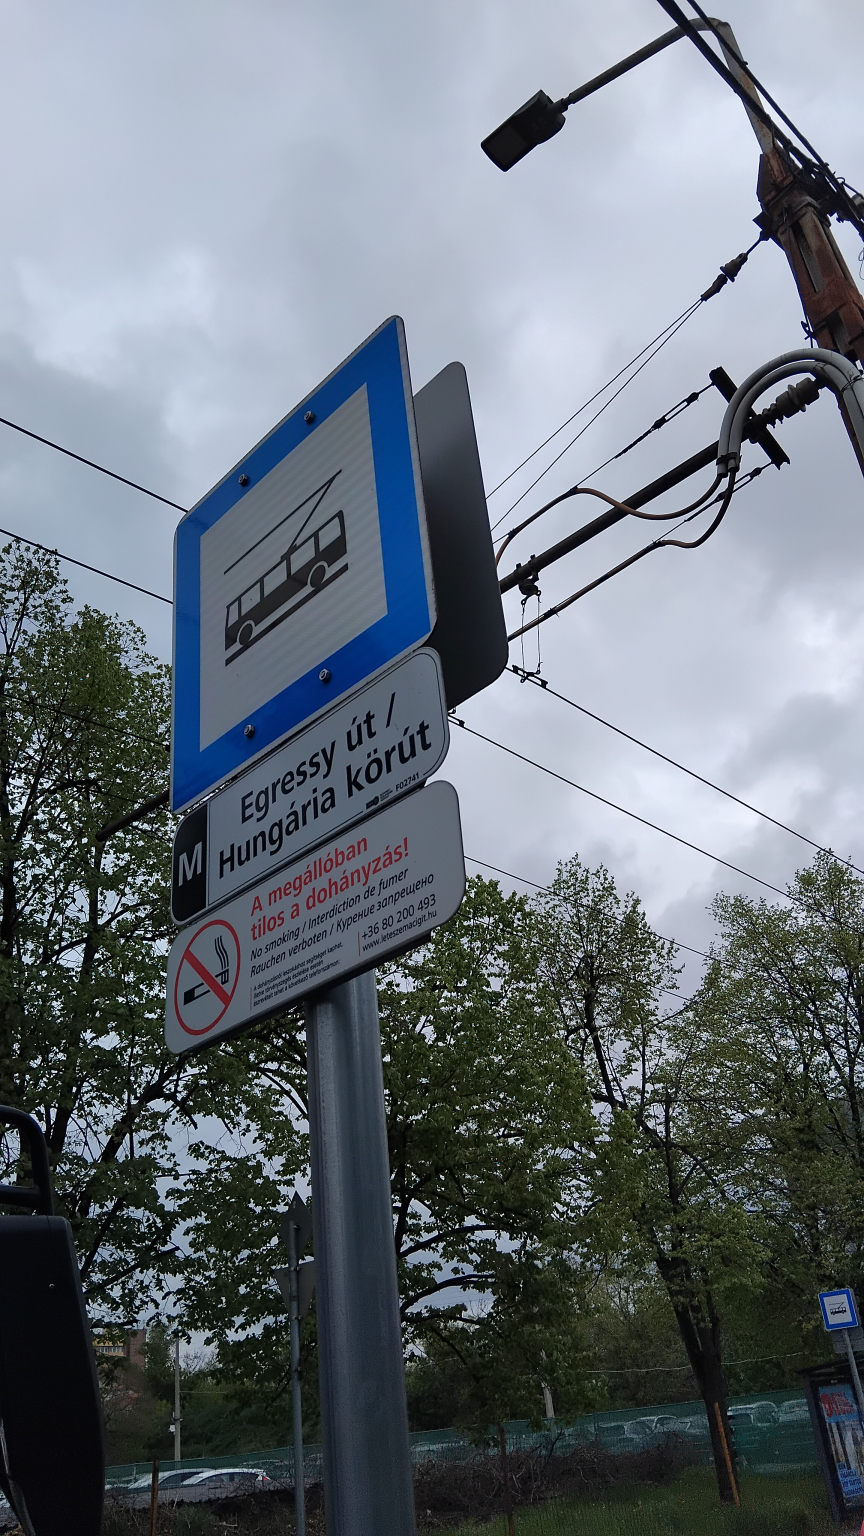 Egressy út /
M Hungária körút
F02741
A megállóban
tilos a dohányzás!
No smoking / Interdiction de fumer
Rauchen verboten / Курение запрещено
+36 80 200 493
www.leteszemacigit.hu